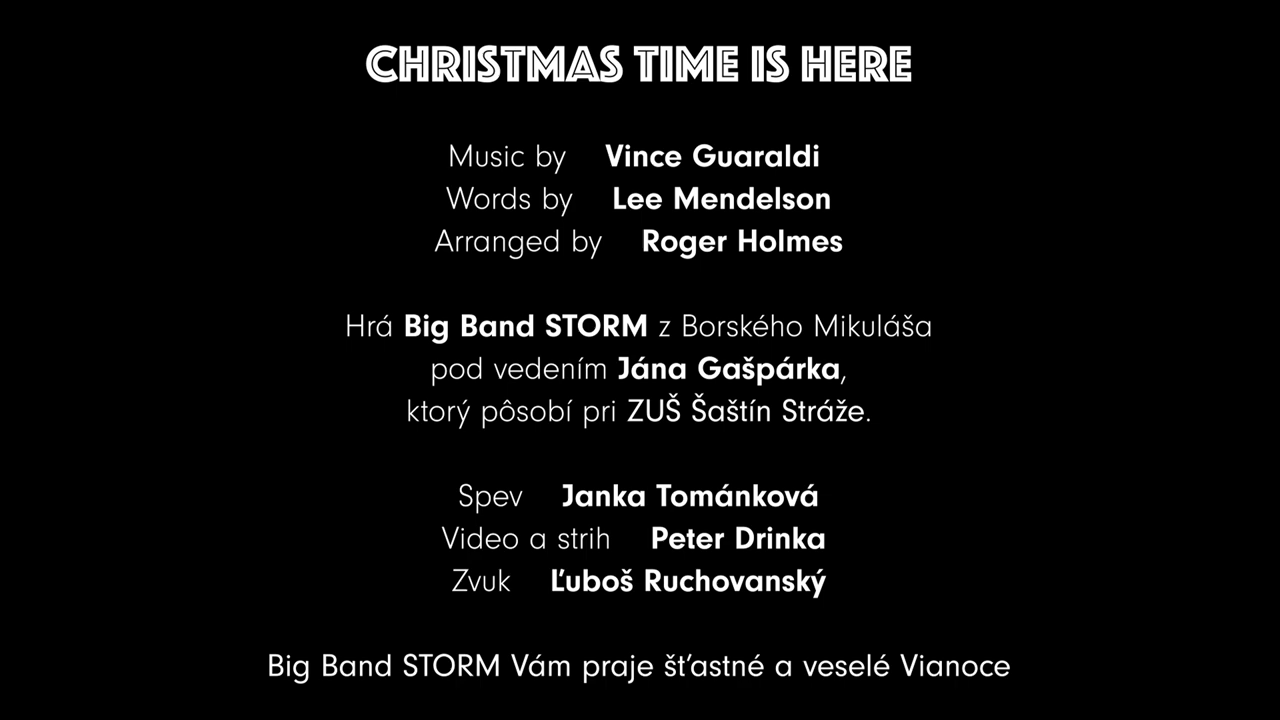 CHRISTMAS TIME IS HERE
Music by Vince Guaraldi
Words by Lee Mendelson
Arranged by Roger Holmes
Hrá Big Band STORM z Borského Mikuláša
pod vedením Jána Gašpárka,
ktorý pôsobí pri ZUŠ Šaštín Stráže.
Spev Janka Tománková
Video a strih Peter Drinka
Zvuk Ľuboš Ruchovanský
Big Band STORM Vám praje šťastné a veselé Vianoce